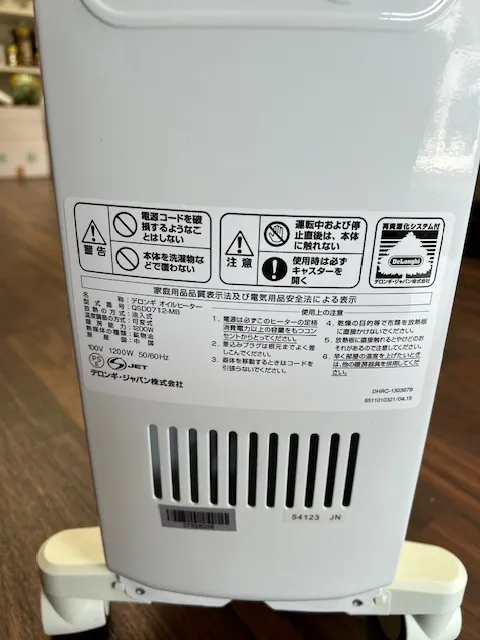 警告
電源コードを破
損するようなこ
とはしない
本体を洗濯物な
どで覆わない
注意
運転中および停
止直後は、本体
に触れない
使用時は必ず
キャスターを
開く
再資源化システム付
DeLonghi
デロンギ・ジャパン株式会社
家庭用品品質表示法及び電気用品安全法による表示
名称 : デロンギ オイルヒーター
型式番号 : QSD0712-MB
放熱の方式 : 油入式
温度調節の方式 : 可変式
暖房能力 : 1200W
熱媒体の種類 : 鉱物油
原産国 : 中国
100V 1200W 50/60Hz
PS E
JET
デロンギ・ジャパン株式会社
使用上の注意
1. 電源は必ずこのヒーターの定格
消費電力以上の容量をもつコン
セントからとってください。
2. 差込みプラグは根元までよく差
しこんでください。
3. 器体を移動するときはコードを
引張らないでください。
4. 乾燥の目的等で布類を放熱板
に直接掛けないでください。
5. 放熱板に直接触れるとやけどのお
それがあるので注意してください。
6. 早く部屋の温度を上げたいときは、
他の暖房器具を併用してください。
DHRC-130387B
6511010321/04.15
54123 JN